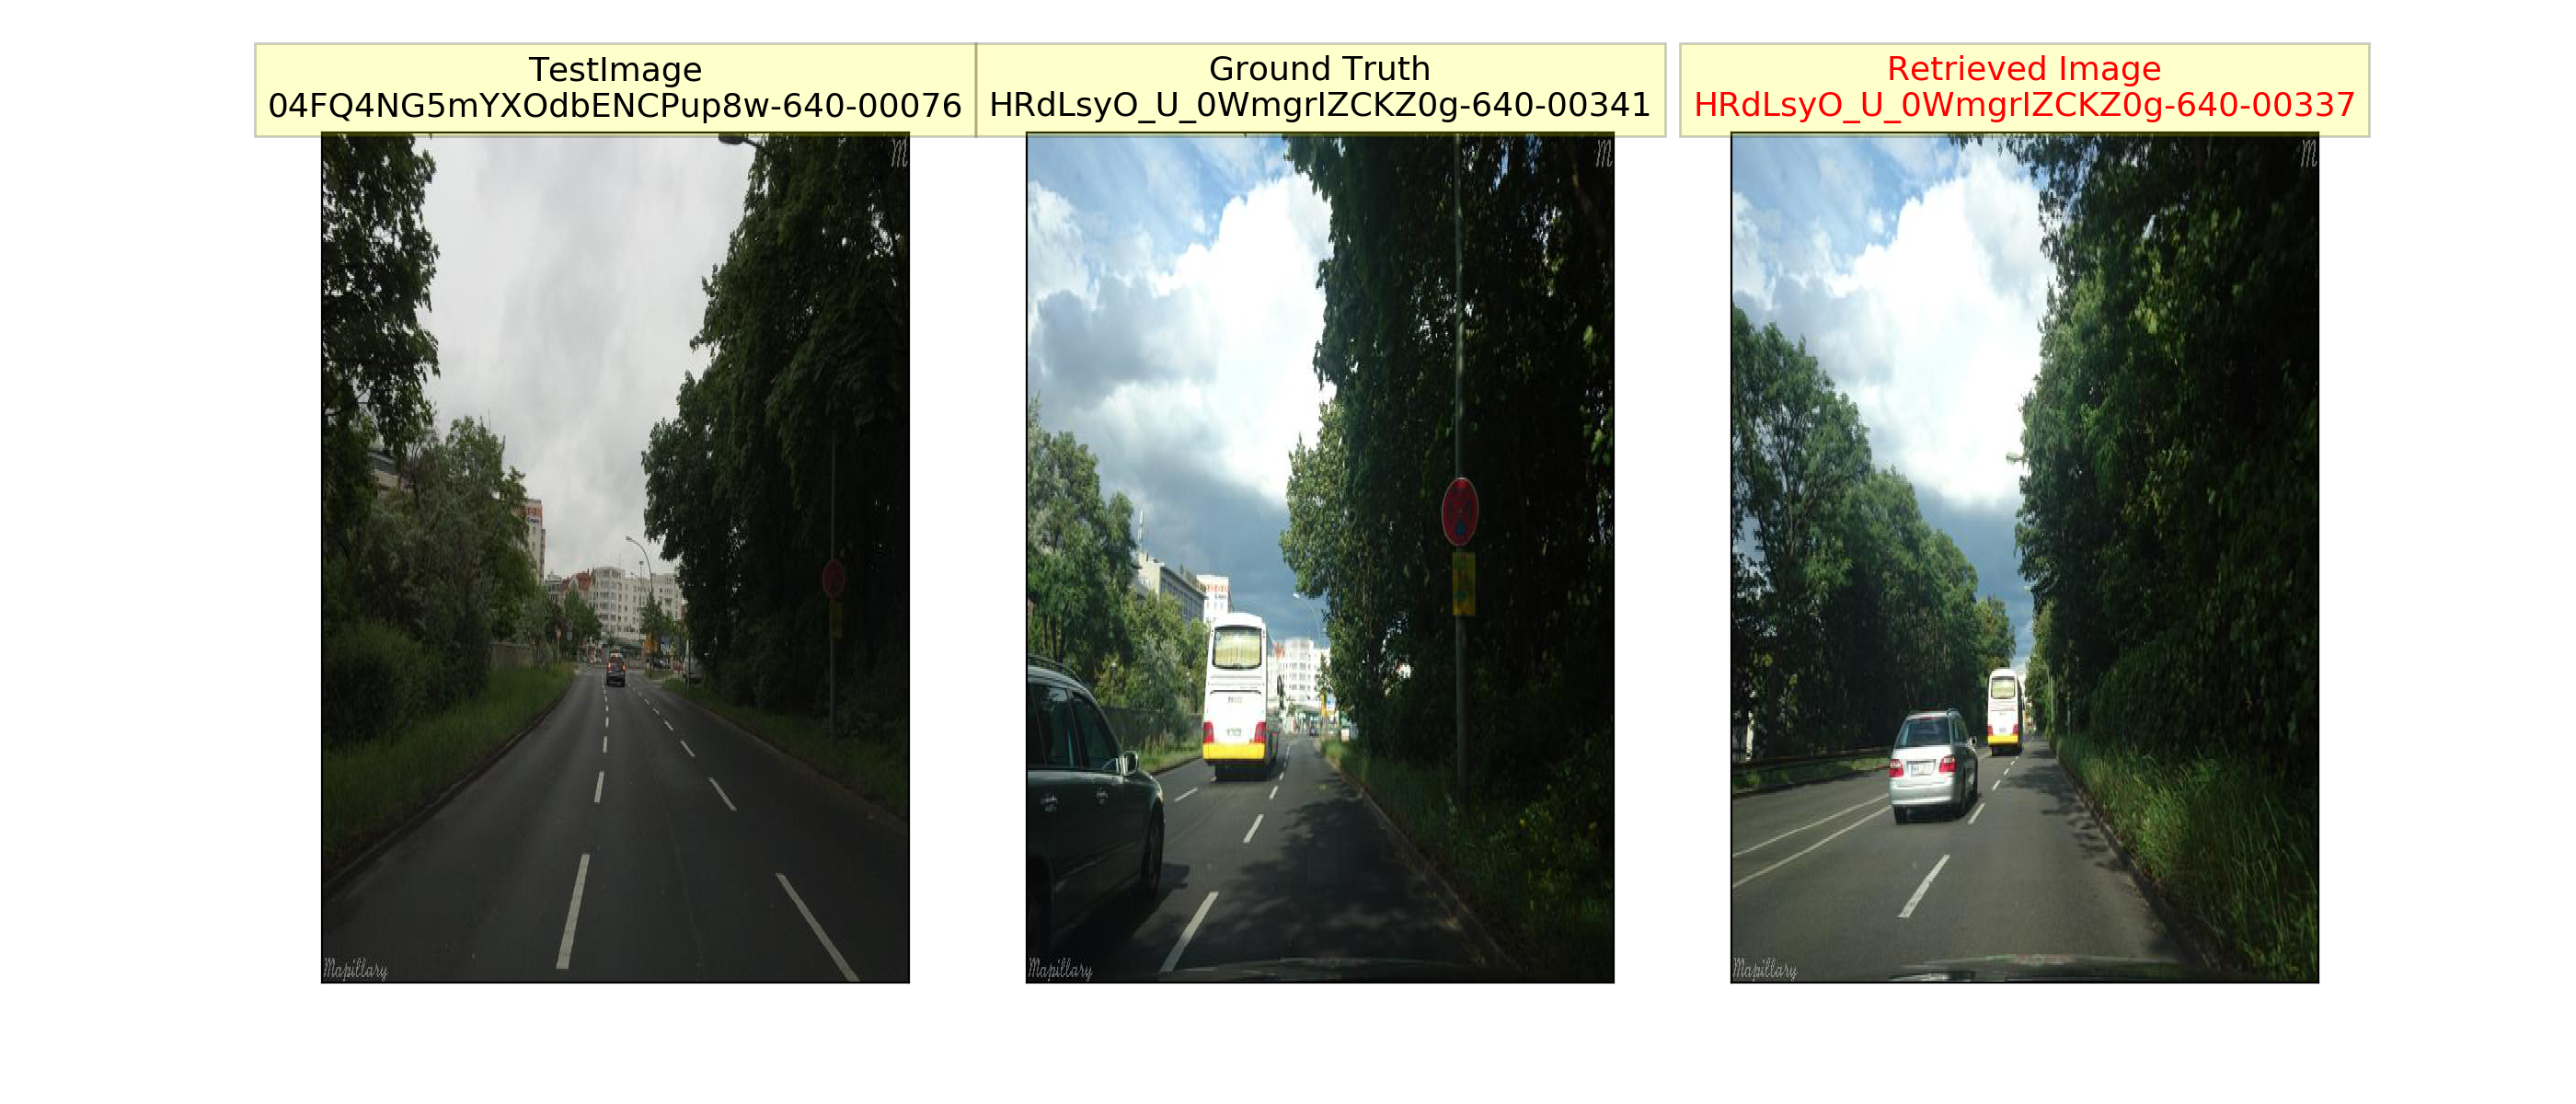 TestImage
04FQ4NG5mYXOdbENCPup8w-640-00076
Ground Truth
HRdLsyO_U_0WmgrIZCKZ0g-640-00341
Retrieved Image
HRdLsyO_U_0WmgrIZCKZ0g-640-00337
M
M
M
Mapillary
Mapillary
Mapillary